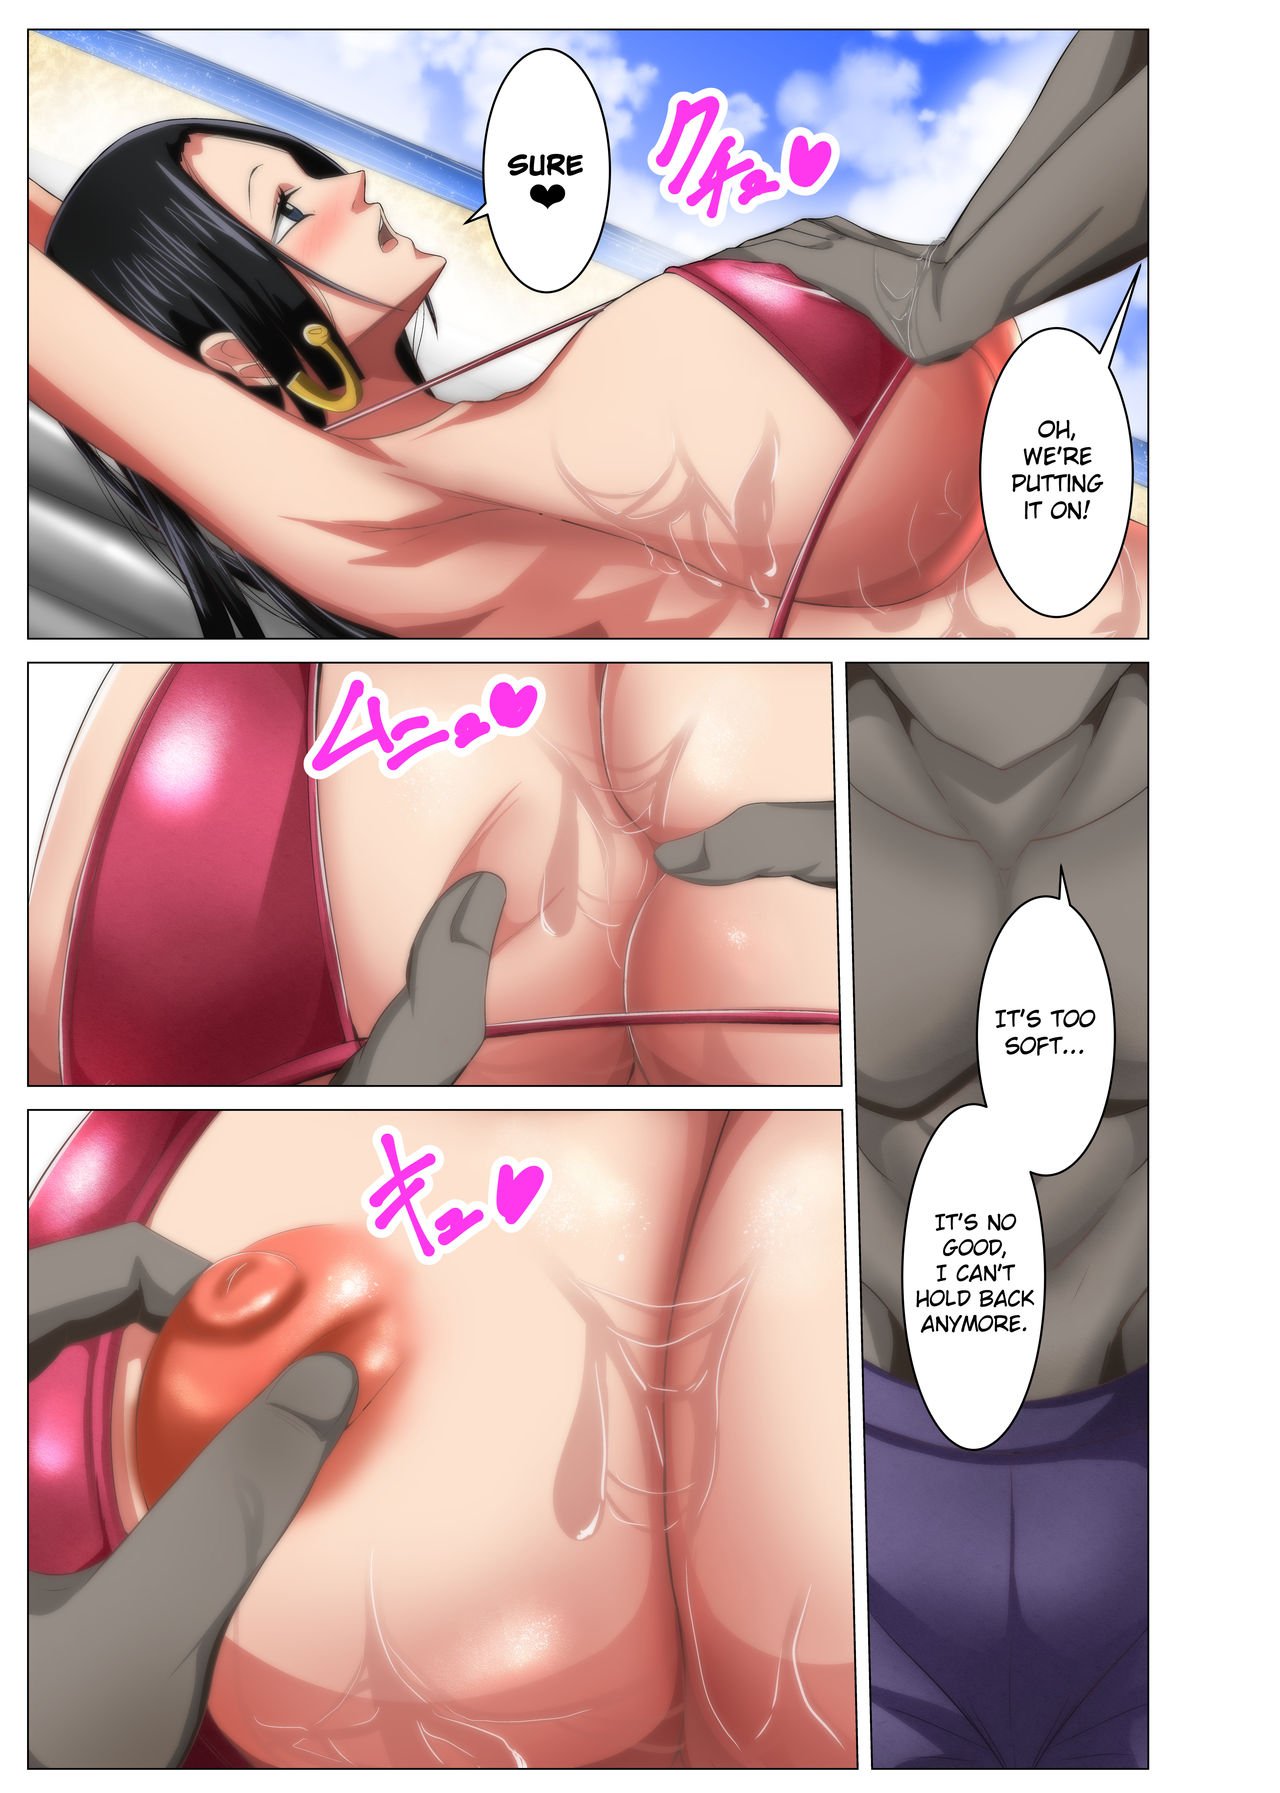 SURE
♥
クチュ♥
OH,
WE'RE
PUTTING
IT ON!
ムニュ♥
IT'S TOO
SOFT...
IT'S NO
GOOD,
I CAN'T
HOLD BACK
ANYMORE.
キュ♥